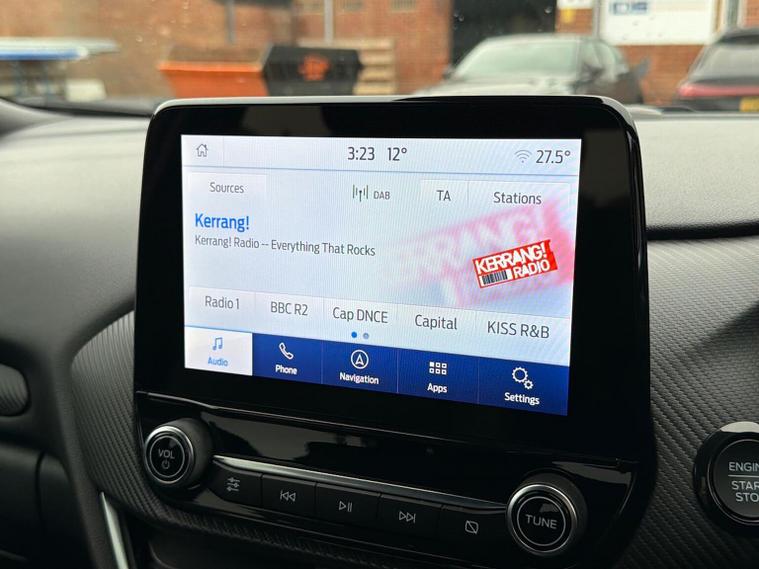 3:23 12° 27.5°
Sources DAB TA Stations
Kerrang!
Kerrang! Radio -- Everything That Rocks
KERRANG!
RADIO
Radio 1 BBC R2 Cap DNCE Capital KISS R&B
Audio Phone Navigation Apps Settings
VOL
TUNE
ENGIN
STAR
STO